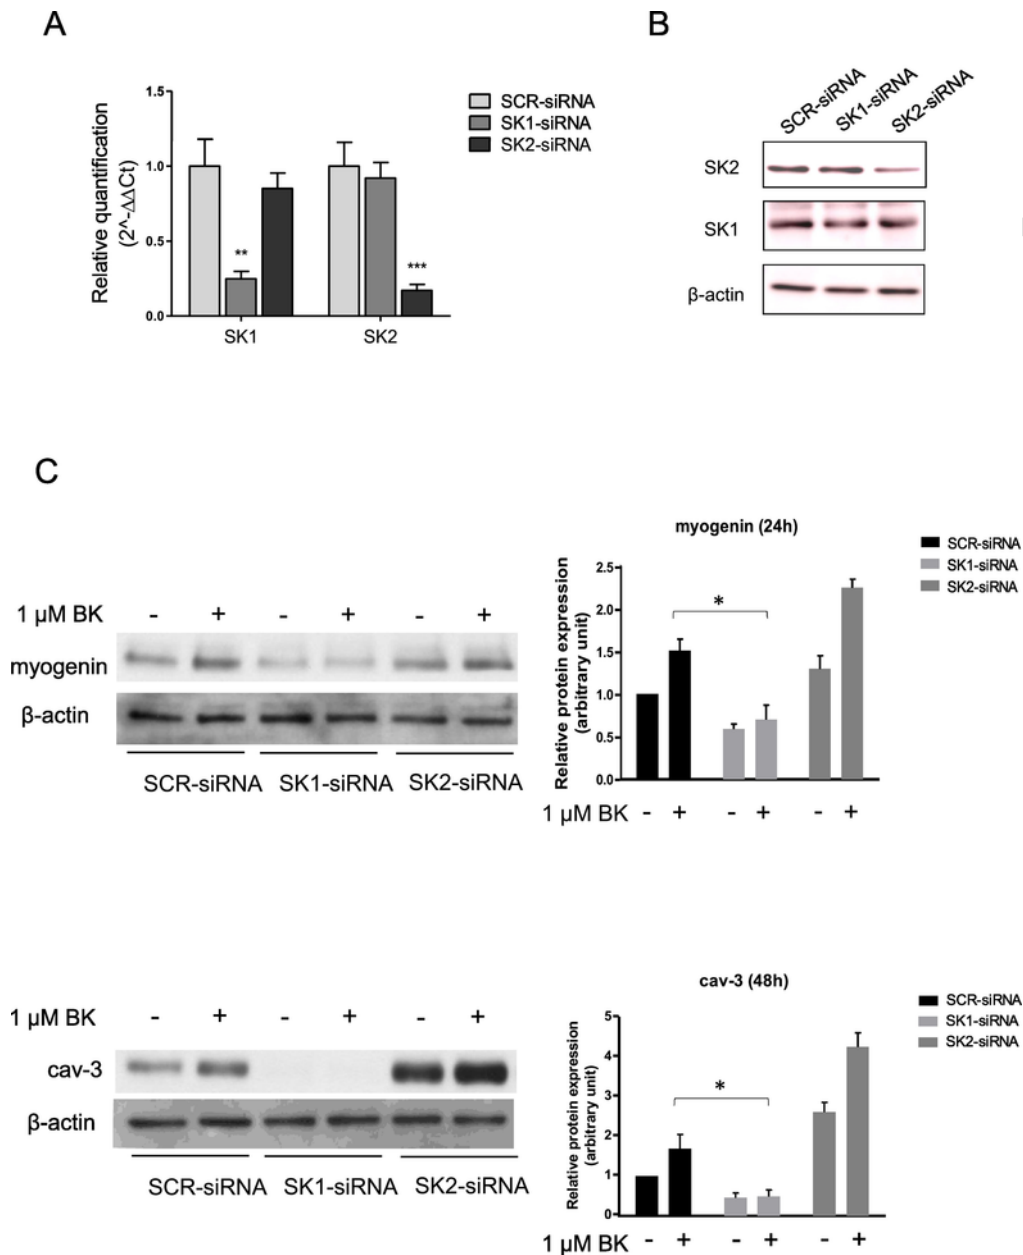 A
B
SCR-siRNA
SK1-siRNA
SK2-siRNA
Relative quantification
(2^-ΔΔCt)
1.5
1.0
0.5
0.0
**
***
SK1
SK2
SCR-siRNA SK1-siRNA SK2-siRNA
SK2
SK1
β-actin
C
1 µM BK - + - + - +
myogenin
β-actin
SCR-siRNA SK1-siRNA SK2-siRNA
myogenin (24h)
SCR-siRNA
SK1-siRNA
SK2-siRNA
Relative protein expression
(arbitrary unit)
2.5
2.0
1.5
1.0
0.5
0.0
*
1 µM BK - + - + - +
1 µM BK - + - + - +
cav-3
β-actin
SCR-siRNA SK1-siRNA SK2-siRNA
cav-3 (48h)
SCR-siRNA
SK1-siRNA
SK2-siRNA
Relative protein expression
(arbitrary unit)
5
4
3
2
1
0
*
1 µM BK - + - + - +